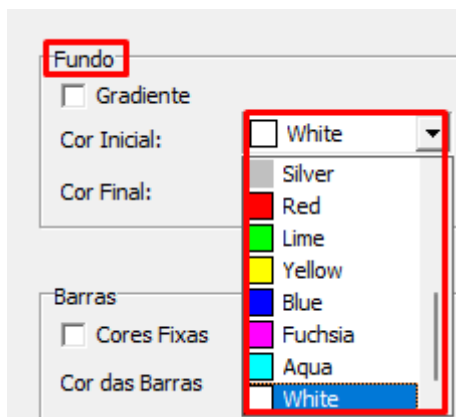 Fundo
Gradiente
Cor Inicial:
White
Cor Final:
Silver
Red
Lime
Yellow
Blue
Fuchsia
Aqua
White
Barras
Cores Fixas
Cor das Barras